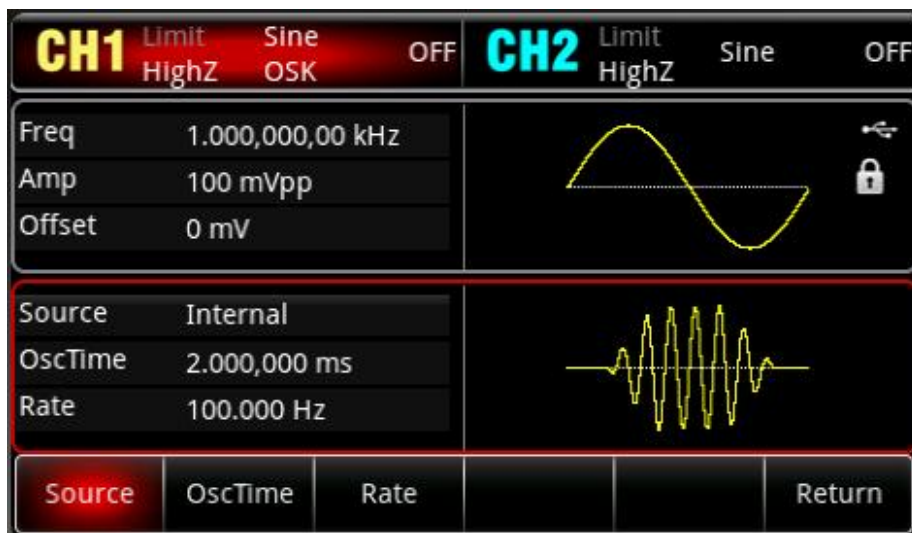 CH1 Limit Sine OFF CH2 Limit Sine OFF
HighZ OSK HighZ
Freq 1.000,000,00 kHz
Amp 100 mVpp
Offset 0 mV
Source Internal
OscTime 2.000,000 ms
Rate 100.000 Hz
Source OscTime Rate Return